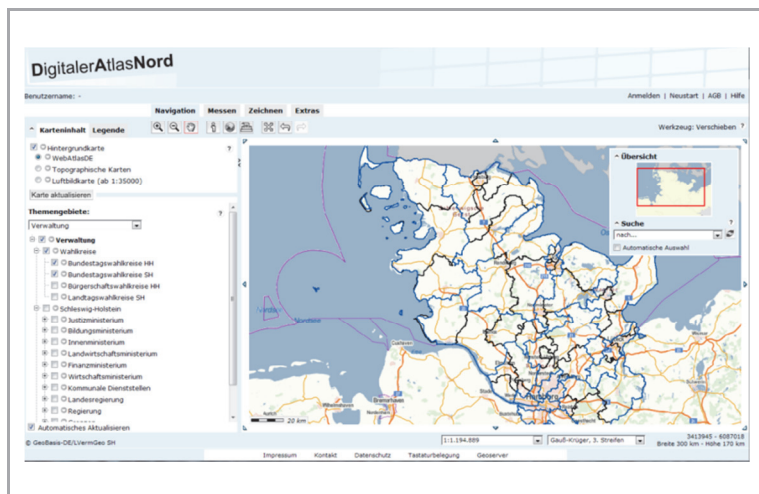 DigitalerAtlasNord
Benutzername: -
Anmelden | Neustart | AGB | Hilfe
Navigation Messen Zeichnen Extras
Karteninhalt Legende
Werkzeug: Verschieben ?
Hintergrundkarte ?
WebAtlasDE
Topographische Karten
Luftbildkarte (ab 1:35000)
Karte aktualisieren
Themengebiete: ?
Verwaltung
Verwaltung
Wahlkreise
Bundestagswahlkreise HH
Bundestagswahlkreise SH
Bürgerschaftswahlkreise HH
Landtagswahlkreise SH
Schleswig-Holstein
Justizministerium
Bildungsministerium
Innenministerium
Landwirtschaftsministerium
Finanzministerium
Wirtschaftsministerium
Kommunale Dienststellen
Landesregierung
Regierung
Automatisches Aktualisieren
Übersicht
Suche ?
nach...
Automatische Auswahl
Cuxhaven
Bremerhaven
Hamburg
20 km
© GeoBasis-DE/LVermGeo SH
1:1.194.889
Gauß-Krüger, 3. Streifen
3413945 - 6087018
Breite 300 km - Höhe 170 km
Impressum Kontakt Datenschutz Tastaturbelegung Geoserver